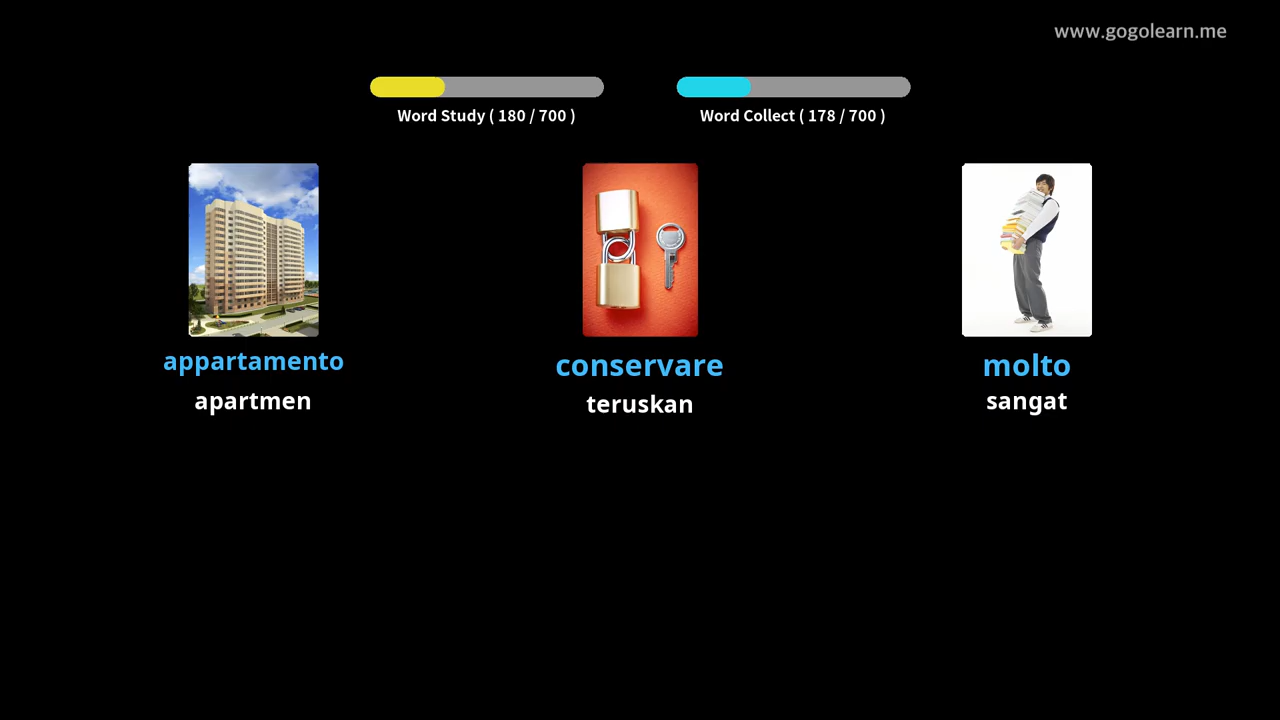 www.gogolearn.me
Word Study ( 180 / 700 )
Word Collect ( 178 / 700 )
appartamento
apartmen
conservare
teruskan
molto
sangat